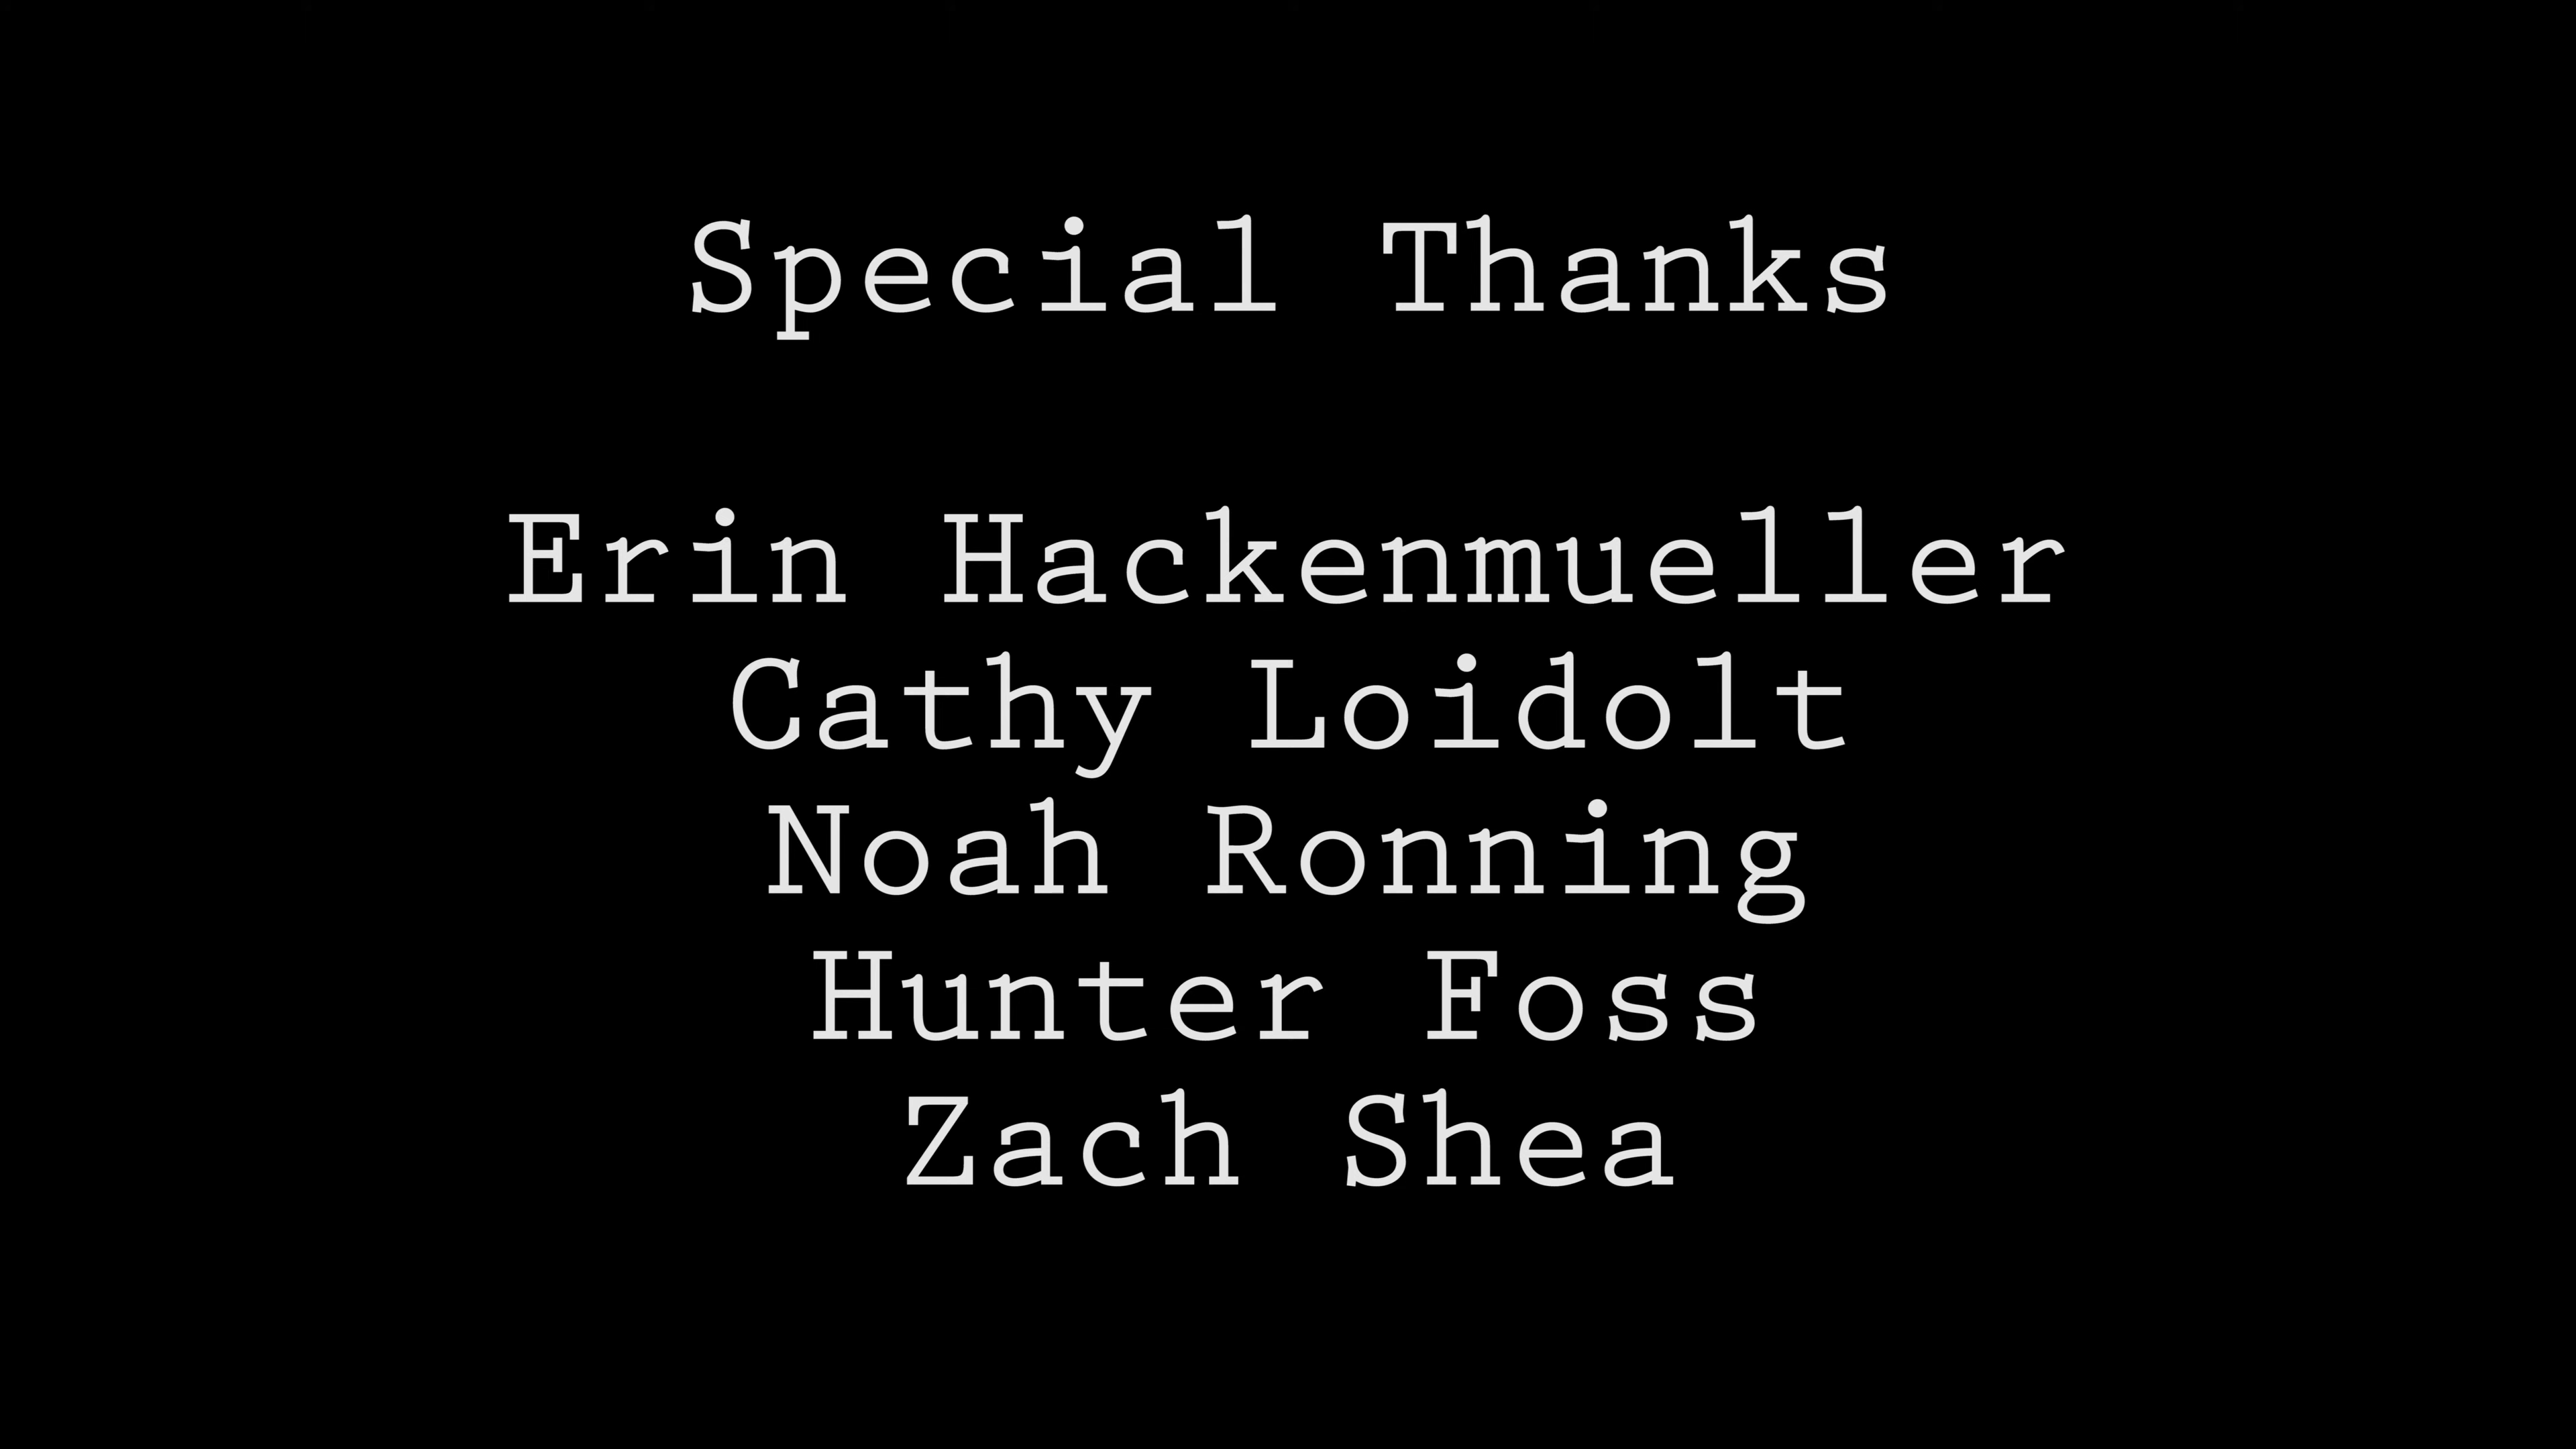 Special Thanks
Erin Hackenmueller
Cathy Loidolt
Noah Ronning
Hunter Foss
Zach Shea